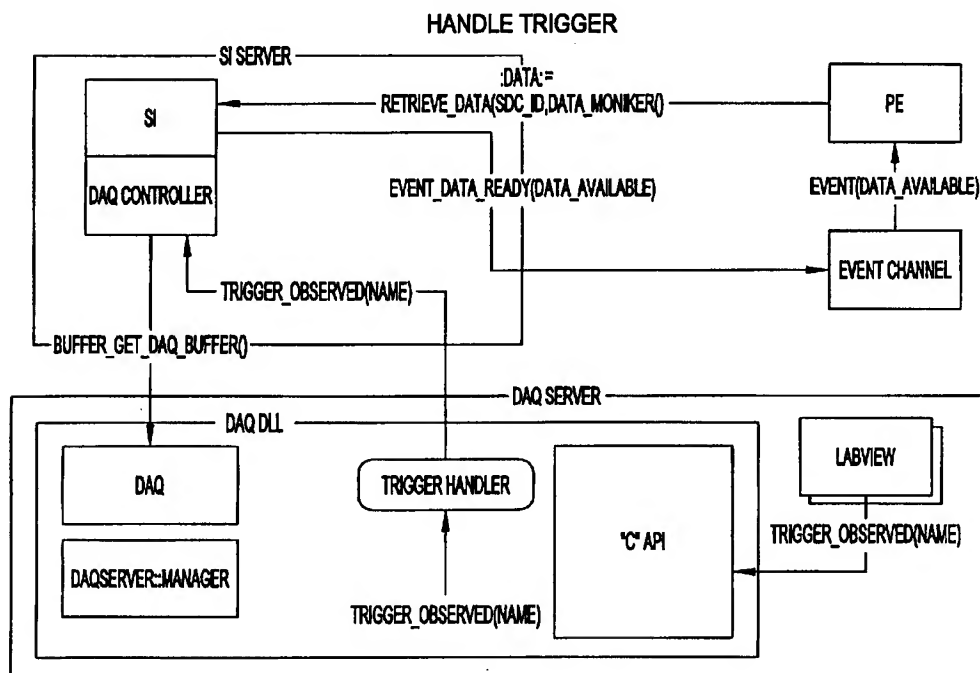 HANDLE TRIGGER
SI SERVER
:DATA:=
RETRIEVE_DATA(SDC_ID,DATA_MONIKER()
SI
PE
DAQ CONTROLLER
EVENT_DATA_READY(DATA_AVAILABLE)
EVENT(DATA_AVAILABLE)
EVENT CHANNEL
TRIGGER_OBSERVED(NAME)
BUFFER_GET_DAQ_BUFFER()
DAQ SERVER
DAQ DLL
LABVIEW
DAQ
TRIGGER HANDLER
"C" API
TRIGGER_OBSERVED(NAME)
DAQSERVER::MANAGER
TRIGGER_OBSERVED(NAME)